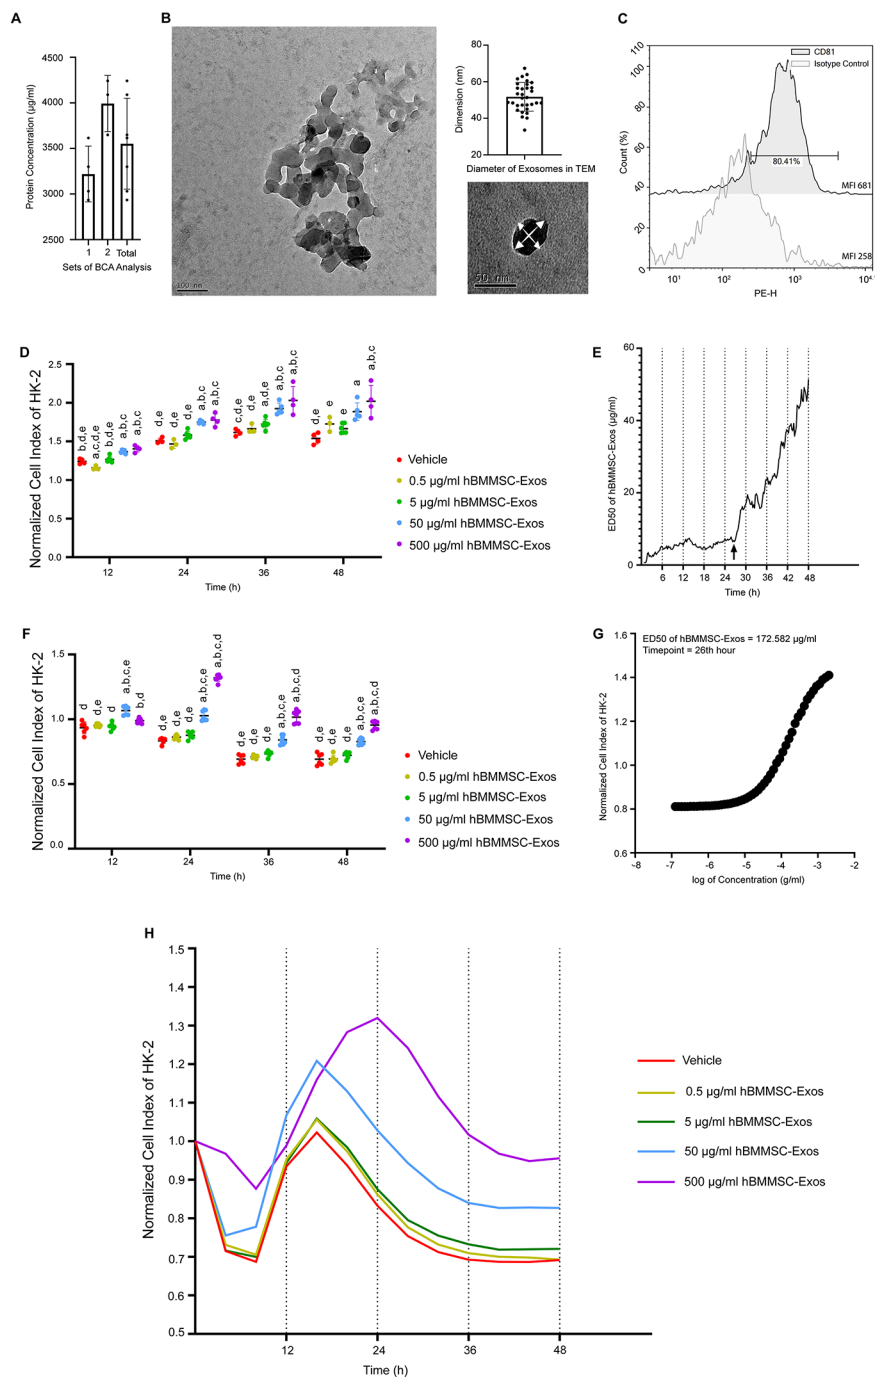 A
Protein Concentration (µg/ml)
4500
4000
3500
3000
2500
1 2 Total
Sets of BCA Analysis
B
100 nm
Dimension (nm)
80
60
40
20
0
Diameter of Exosomes in TEM
50 nm
C
CD81
Isotype Control
Count (%)
110
100
80
60
40
20
0
80.41%
MFI 681
MFI 258
10¹ 10² 10³ 10⁴·
PE-H
D
Normalized Cell Index of HK-2
2.5
2.0
1.5
1.0
0.5
0.0
b,d,e
a,c,d,e
b,d,e
a,b,c
a,b,c
d,e
d,e
d,e
a,b,c
a,b,c
c,d,e
d,e
a,d,e
a,b,c
a,b,c
d,e
d,e
e
a
a,b,c
12 24 36 48
Time (h)
Vehicle
0.5 µg/ml hBMMSC-Exos
5 µg/ml hBMMSC-Exos
50 µg/ml hBMMSC-Exos
500 µg/ml hBMMSC-Exos
E
ED50 of hBMMSC-Exos (µg/ml)
60
40
20
0
6 12 18 24 30 36 42 48
Time (h)
F
Normalized Cell Index of HK-2
1.5
1.0
0.5
0.0
d
d,e
d
a,b,c,e
b,d
d,e
d,e
d,e
a,b,c,e
a,b,c,d
d,e
d,e
d,e
a,b,c,e
a,b,c,d
d,e
d,e
d,e
a,b,c,e
a,b,c,d
12 24 36 48
Time (h)
Vehicle
0.5 µg/ml hBMMSC-Exos
5 µg/ml hBMMSC-Exos
50 µg/ml hBMMSC-Exos
500 µg/ml hBMMSC-Exos
G
ED50 of hBMMSC-Exos = 172.582 µg/ml
Timepoint = 26th hour
Normalized Cell Index of HK-2
1.6
1.4
1.2
1.0
0.8
0.6
-8 -7 -6 -5 -4 -3 -2
log of Concentration (g/ml)
H
Normalized Cell Index of HK-2
1.5
1.4
1.3
1.2
1.1
1.0
0.9
0.8
0.7
0.6
0.5
12 24 36 48
Time (h)
Vehicle
0.5 µg/ml hBMMSC-Exos
5 µg/ml hBMMSC-Exos
50 µg/ml hBMMSC-Exos
500 µg/ml hBMMSC-Exos